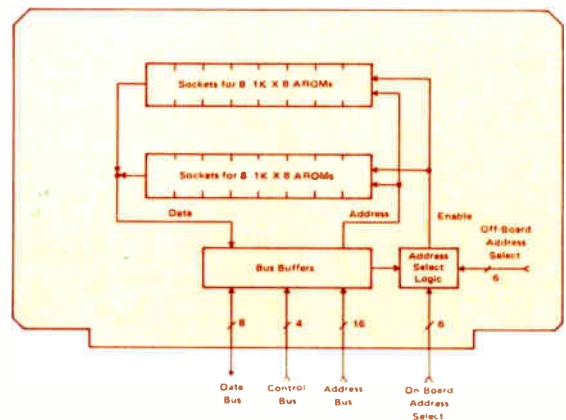 Sockets for 8 1K X 8 AROMs
Sockets for 8 1K X 8 AROMs
Data
Address
Enable
Off-Board
Address
Select
6
Bus Buffers
Address
Select
Logic
8
4
16
6
Data
Bus
Control
Bus
Address
Bus
On Board
Address
Select